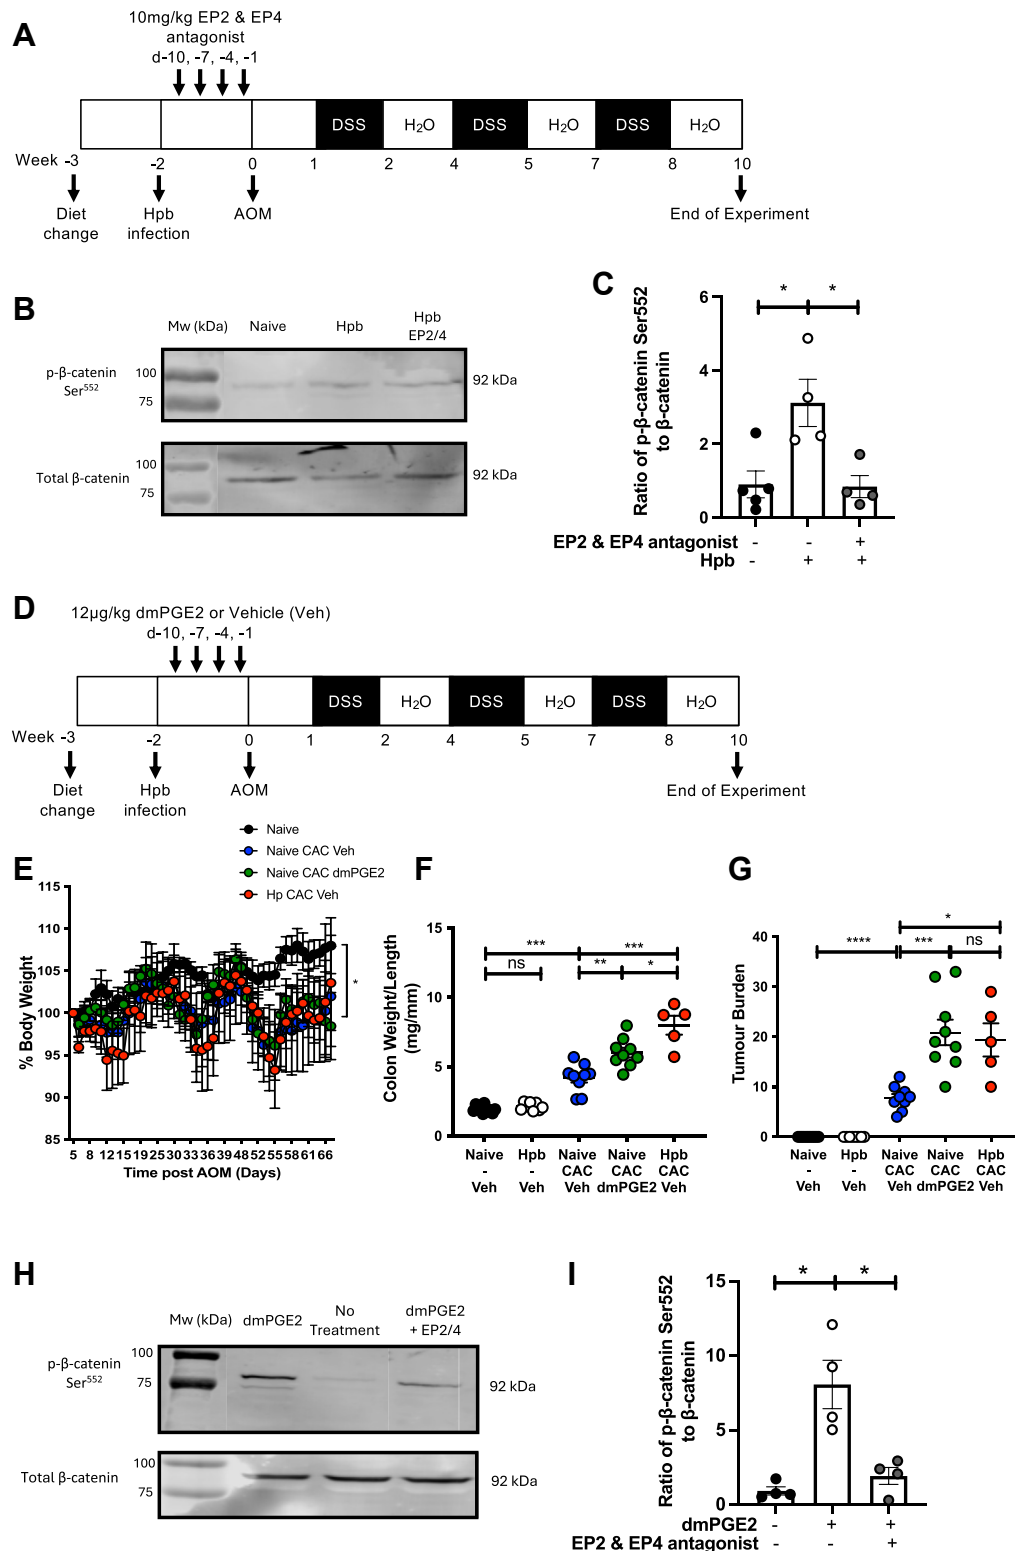 A
10mg/kg EP2 & EP4
antagonist
d-10, -7, -4, -1
DSS H₂O DSS H₂O DSS H₂O
Week -3 -2 0 1 2 4 5 7 8 10
Diet
change
Hpb
infection
AOM
End of Experiment
B
Mw (kDa) Naive Hpb Hpb
EP2/4
p-β-catenin
Ser⁵⁵²
100
75
92 kDa
Total β-catenin
100
75
92 kDa
C
Ratio of p-β-catenin Ser552
to β-catenin
6
4
2
0
* *
EP2 & EP4 antagonist - - +
Hpb - + +
D
12µg/kg dmPGE2 or Vehicle (Veh)
d-10, -7, -4, -1
DSS H₂O DSS H₂O DSS H₂O
Week -3 -2 0 1 2 4 5 7 8 10
Diet
change
Hpb
infection
AOM
End of Experiment
E
Naive
Naive CAC Veh
Naive CAC dmPGE2
Hp CAC Veh
% Body Weight
115
110
105
100
95
90
85
*
5 8 12 15 19 22 25 30 33 36 39 48 52 55 58 61 66
Time post AOM (Days)
F
Colon Weight/Length
(mg/mm)
15
10
5
0
*** ***
ns ** *
Naive Hpb Naive Naive Hpb
- - CAC CAC CAC
Veh Veh Veh dmPGE2 Veh
G
Tumour Burden
40
30
20
10
0
*
**** *** ns
Naive Hpb Naive Naive Hpb
- - CAC CAC CAC
Veh Veh Veh dmPGE2 Veh
H
Mw (kDa) dmPGE2 No
Treatment dmPGE2
+ EP2/4
p-β-catenin
Ser⁵⁵²
100
75
92 kDa
Total β-catenin
100
75
92 kDa
I
Ratio of p-β-catenin Ser552
to β-catenin
15
10
5
0
* *
dmPGE2 - + +
EP2 & EP4 antagonist - - +